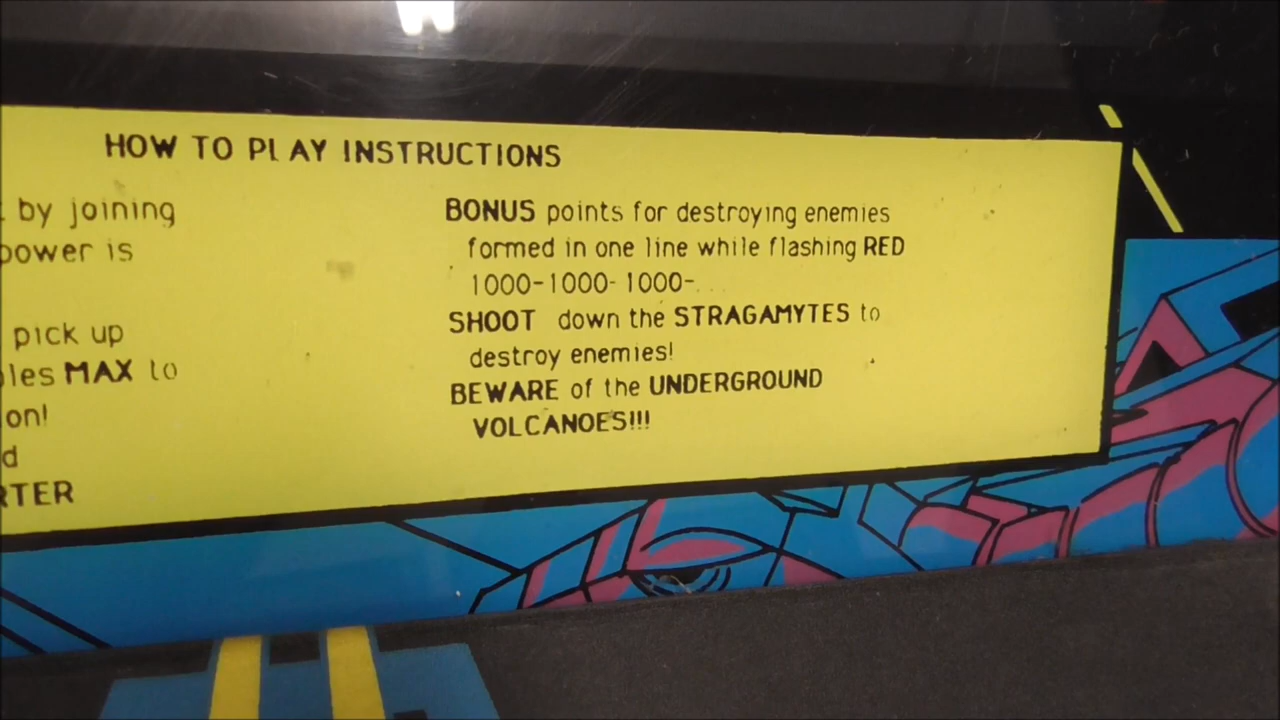 HOW TO PLAY INSTRUCTIONS
by joining
power is
pick up
MAX to
on!
BONUS points for destroying enemies
formed in one line while flashing RED
1000-1000-1000-...
SHOOT down the STRAGAMYTES to
destroy enemies!
BEWARE of the UNDERGROUND
VOLCANOES!!!